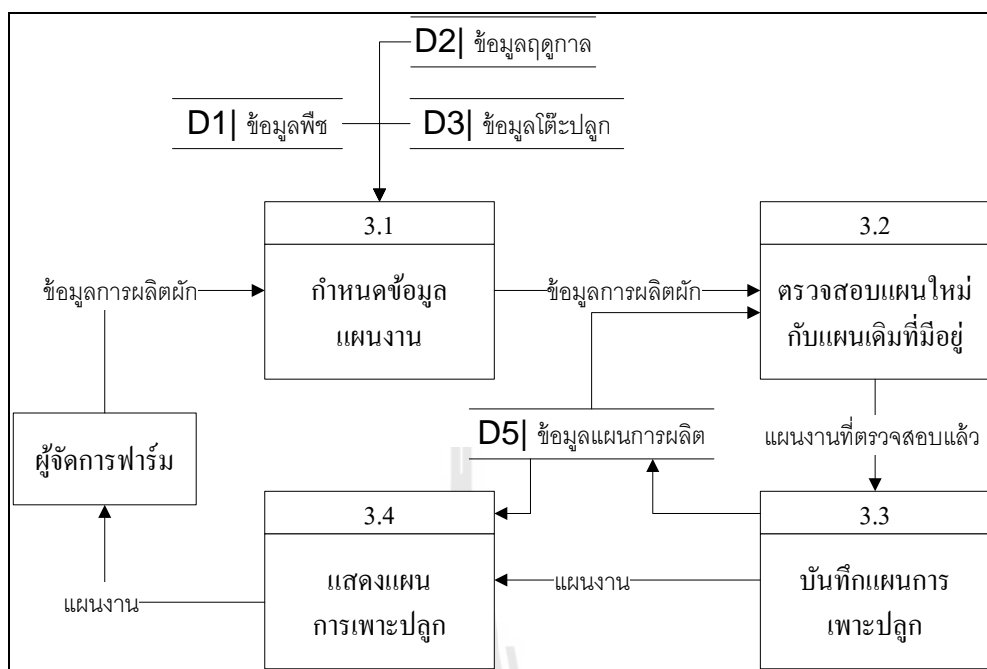 D2| ข้อมูลฤดูกาล
D1| ข้อมูลพืช
D3| ข้อมูลโต๊ะปลูก
3.1
กำหนดข้อมูล
แผนงาน
3.2
ตรวจสอบแผนใหม่
กับแผนเดิมที่มีอยู่
ข้อมูลการผลิตผัก
ข้อมูลการผลิตผัก
ผู้จัดการฟาร์ม
D5| ข้อมูลแผนการผลิต
แผนงานที่ตรวจสอบแล้ว
3.4
แสดงแผน
การเพาะปลูก
3.3
บันทึกแผนการ
เพาะปลูก
แผนงาน
แผนงาน